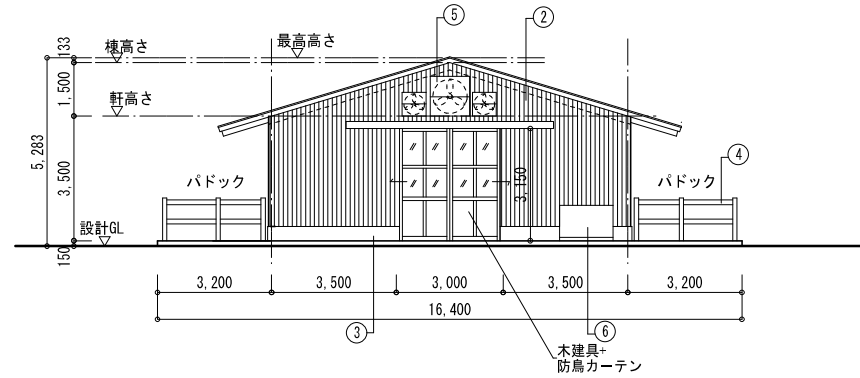 ⑤
②
133
棟高さ
最高高さ
1,500
軒高さ
5,283
3,500
パドック
3,150
パドック
④
設計GL
150
3,200
3,500
3,000
3,500
3,200
16,400
③
⑥
木建具+
防鳥カーテン